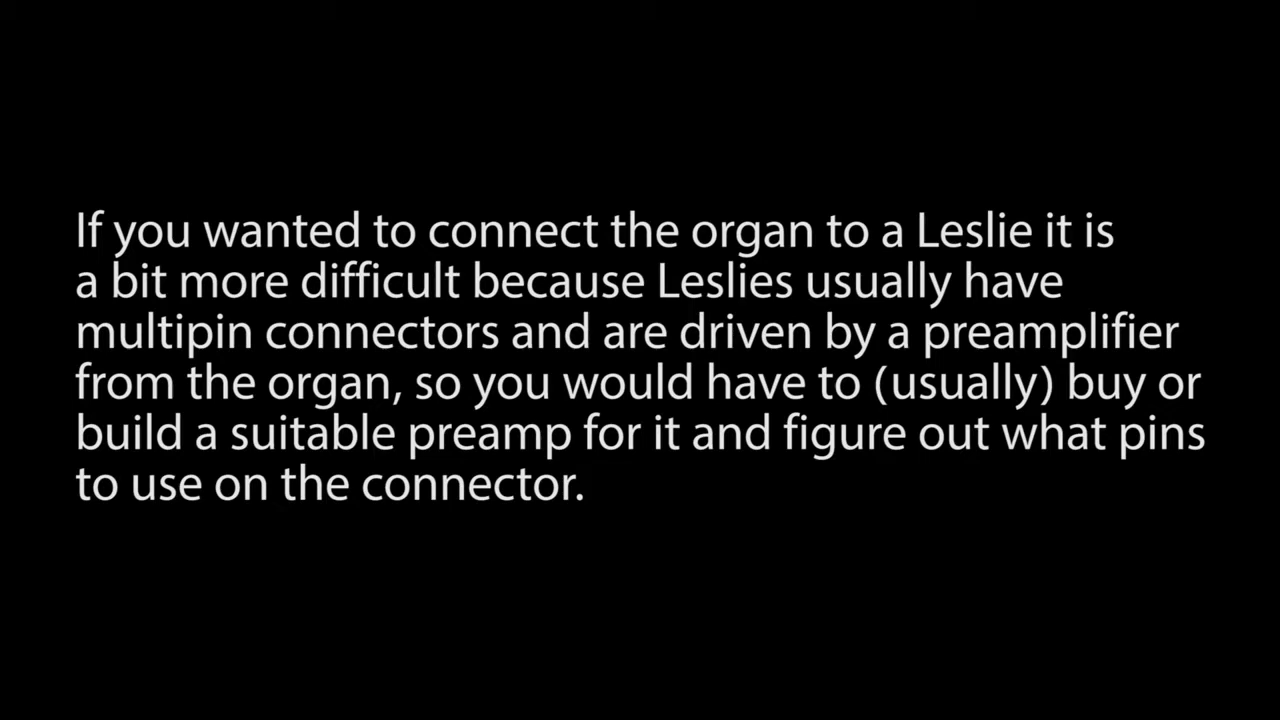 If you wanted to connect the organ to a Leslie it is
a bit more difficult because Leslies usually have
multipin connectors and are driven by a preamplifier
from the organ, so you would have to (usually) buy or
build a suitable preamp for it and figure out what pins
to use on the connector.